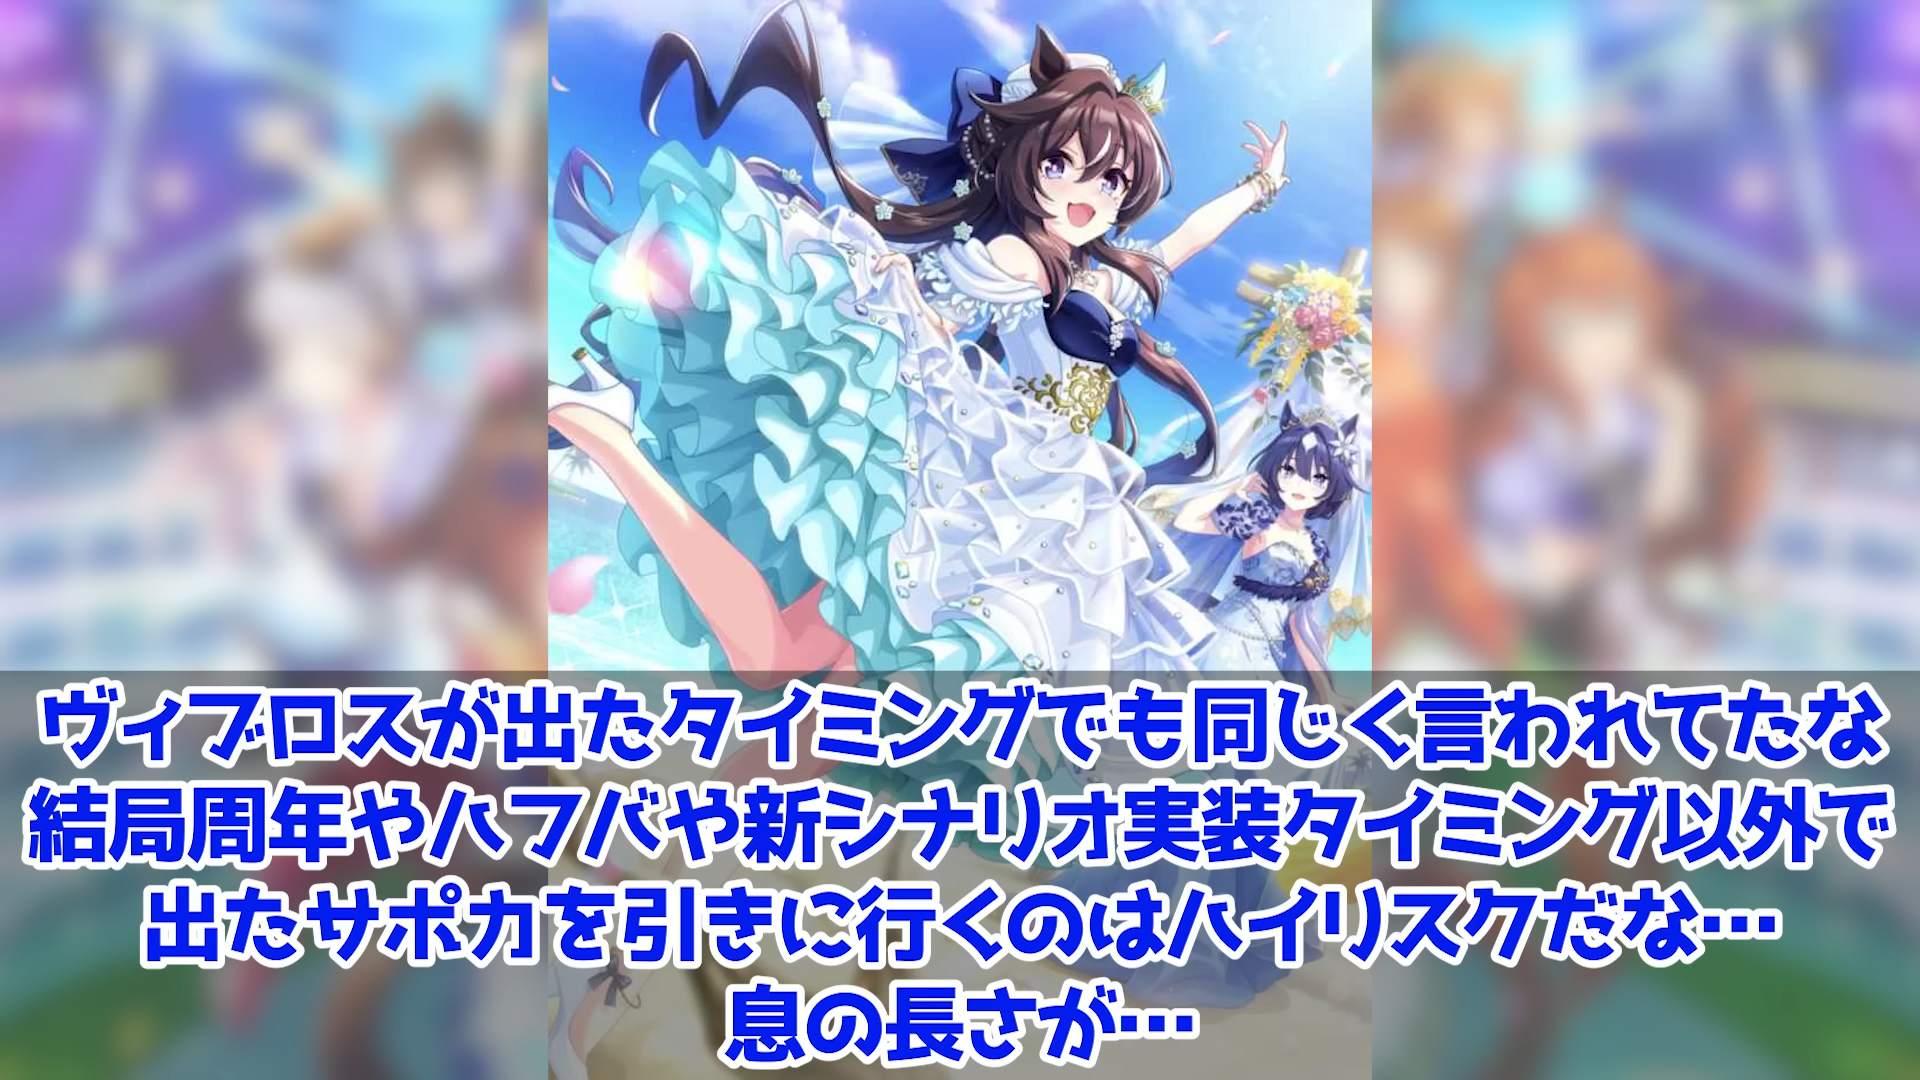 ヴィブロスが出たタイミングでも同じく言われてたな
結局周年やハフバや新シナリオ実装タイミング以外で
出たサポカを引きに行くのはハイリスクだな…
息の長さが…